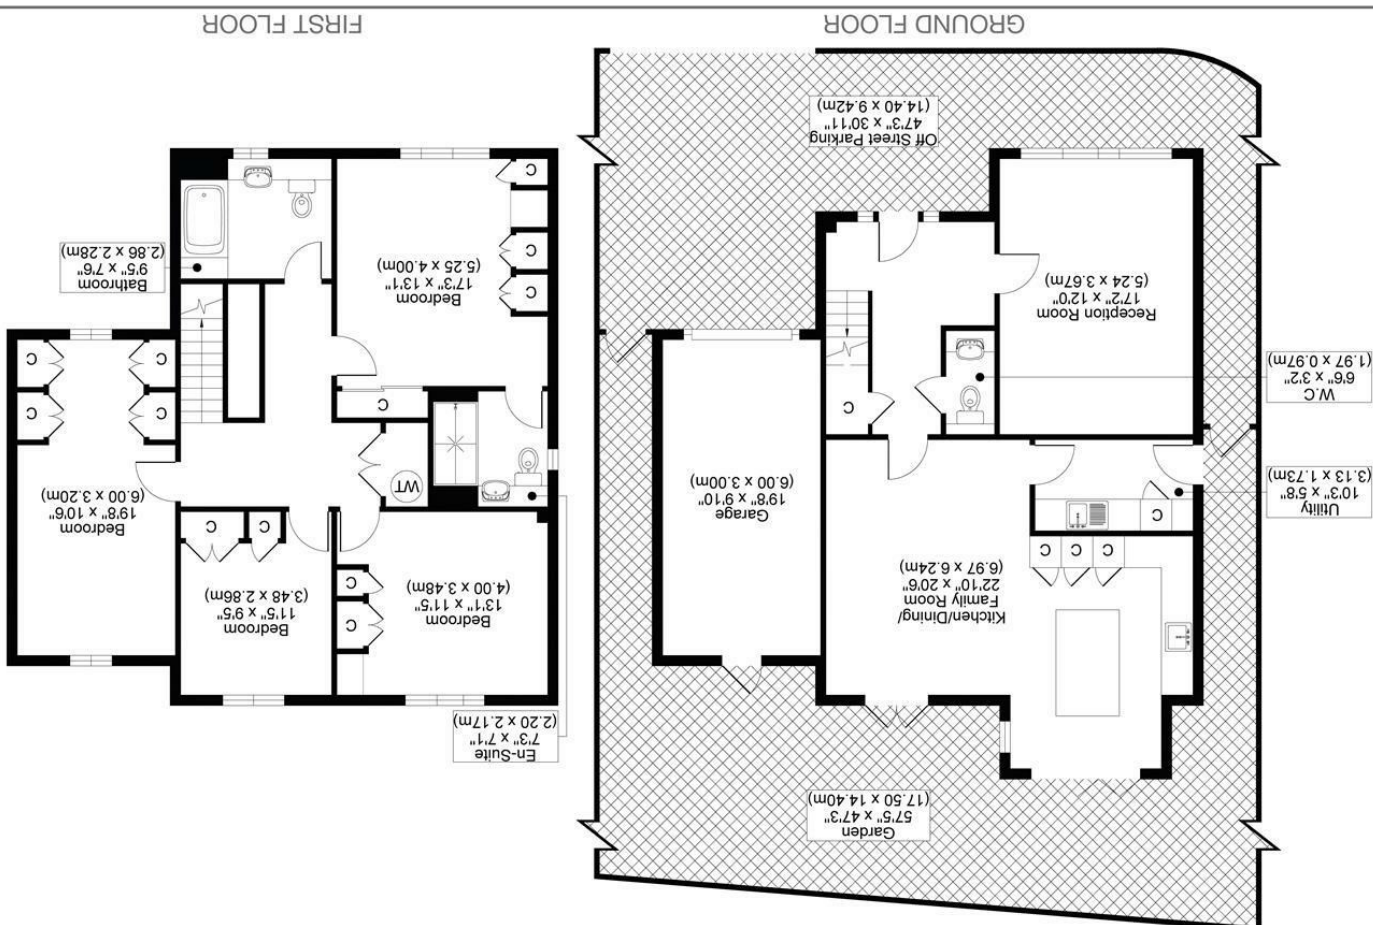 Garden
57'5" x 47'3"
(17.50 x 14.40m)
Kitchen/Dining/
Family Room
22'10" x 20'6"
(6.97 x 6.24m)
C
C
C
Utility
10'3" x 5'8"
(3.13 x 1.73m)
C
W.C
6'6" x 3'2"
(1.97 x 0.97m)
Garage
19'8" x 9'10"
(6.00 x 3.00m)
C
Reception Room
17'2" x 12'0"
(5.24 x 3.67m)
Off Street Parking
47'3" x 30'11"
(14.40 x 9.42m)
GROUND FLOOR
En-Suite
7'3" x 7'1"
(2.20 x 2.17m)
Bedroom
13'1" x 11'5"
(4.00 x 3.48m)
C
C
Bedroom
11'5" x 9'5"
(3.48 x 2.86m)
C
C
Bedroom
19'8" x 10'6"
(6.00 x 3.20m)
C
C
C
C
WT
C
Bedroom
17'3" x 13'1"
(5.25 x 4.00m)
C
C
C
Bathroom
9'5" x 7'6"
(2.86 x 2.28m)
FIRST FLOOR